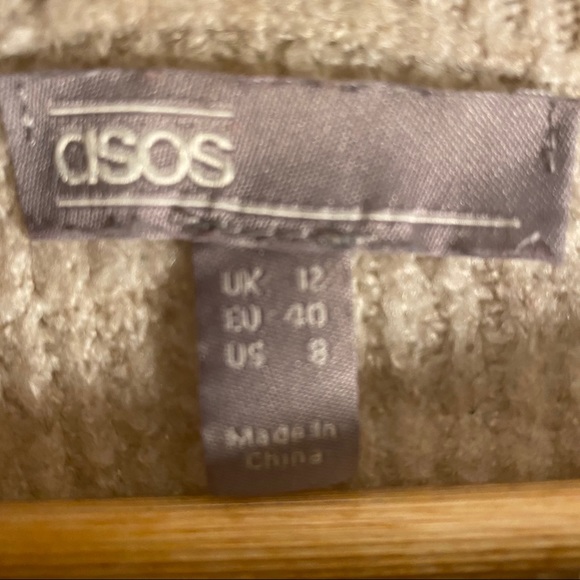 asos
UK 12
EU 40
US 8
Made in
China